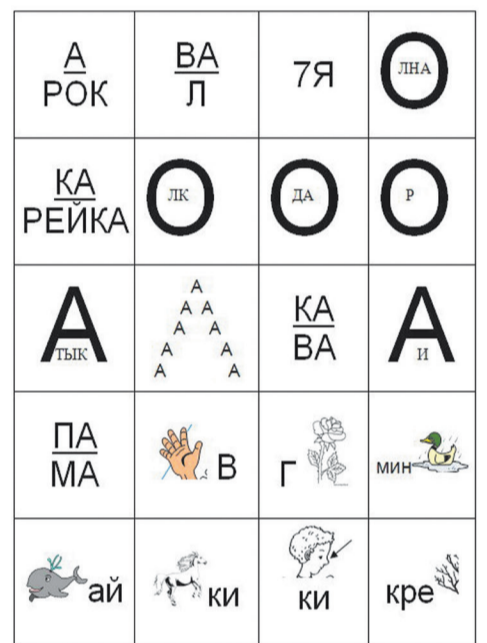 А
РОК
ВА
Л
7Я
О
ЛНА
КА
РЕЙКА
О
ЛК
О
ДА
О
Р
А
ТЫК
А
А А
А А
А А
А А
КА
ВА
А
И
ПА
МА
В
Г
мин
ай
ки
ки
кре